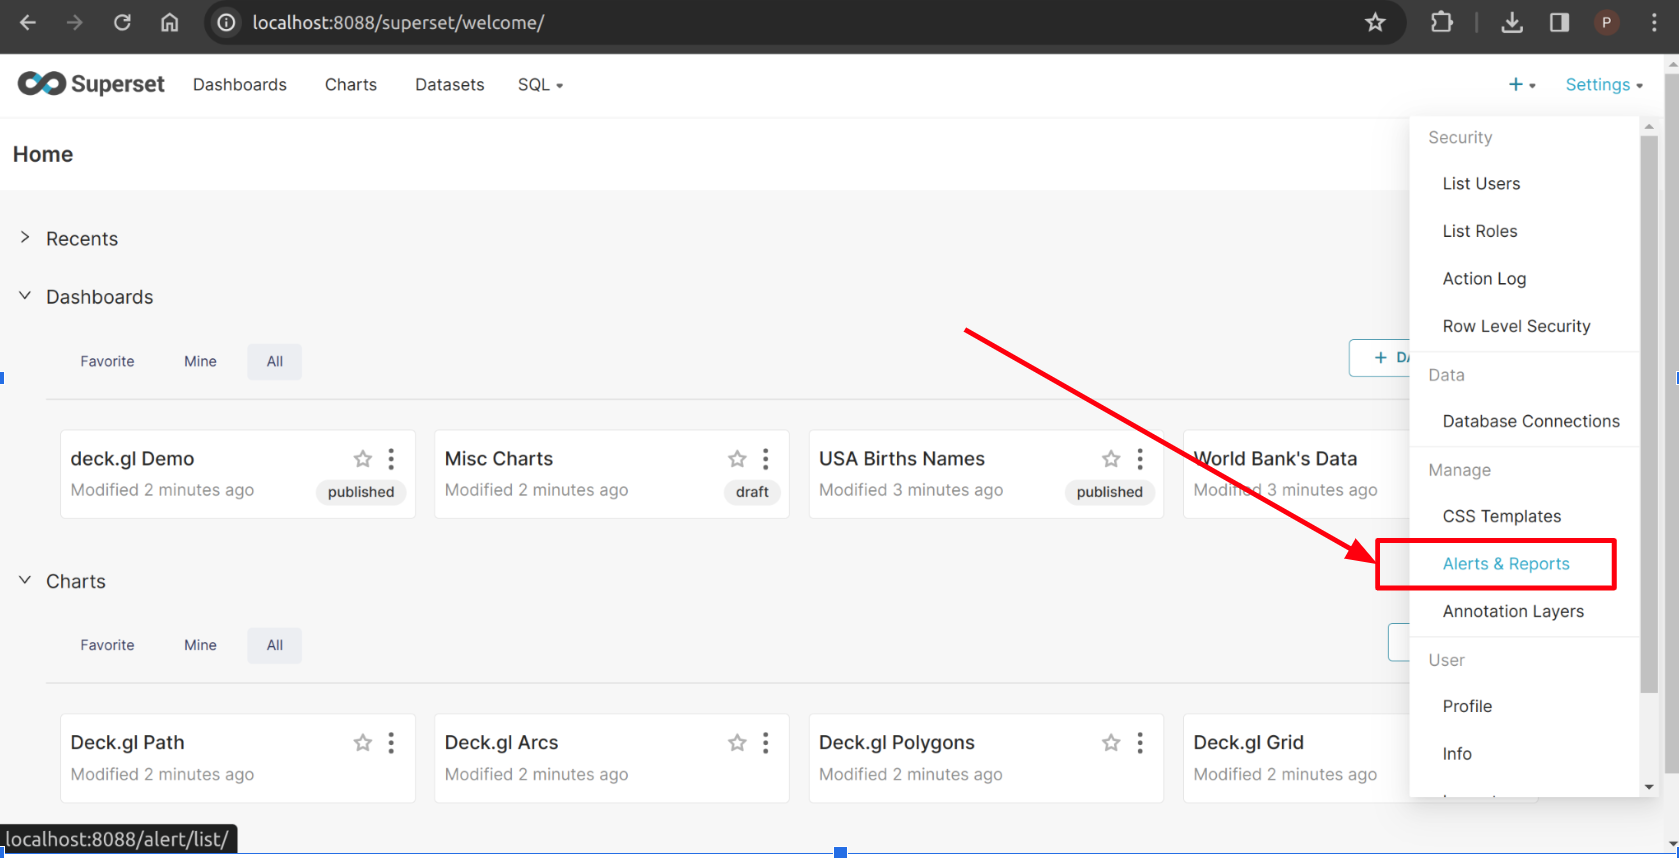 localhost:8088/superset/welcome/
P
Superset
Dashboards
Charts
Datasets
SQL
+
Settings
Home
Recents
Dashboards
Favorite
Mine
All
+ DA
deck.gl Demo
Modified 2 minutes ago
published
Misc Charts
Modified 2 minutes ago
draft
USA Births Names
Modified 3 minutes ago
published
World Bank's Data
Modified 3 minutes ago
Charts
Favorite
Mine
All
Deck.gl Path
Modified 2 minutes ago
Deck.gl Arcs
Modified 2 minutes ago
Deck.gl Polygons
Modified 2 minutes ago
Deck.gl Grid
Modified 2 minutes ago
Security
List Users
List Roles
Action Log
Row Level Security
Data
Database Connections
Manage
CSS Templates
Alerts & Reports
Annotation Layers
User
Profile
Info
localhost:8088/alert/list/